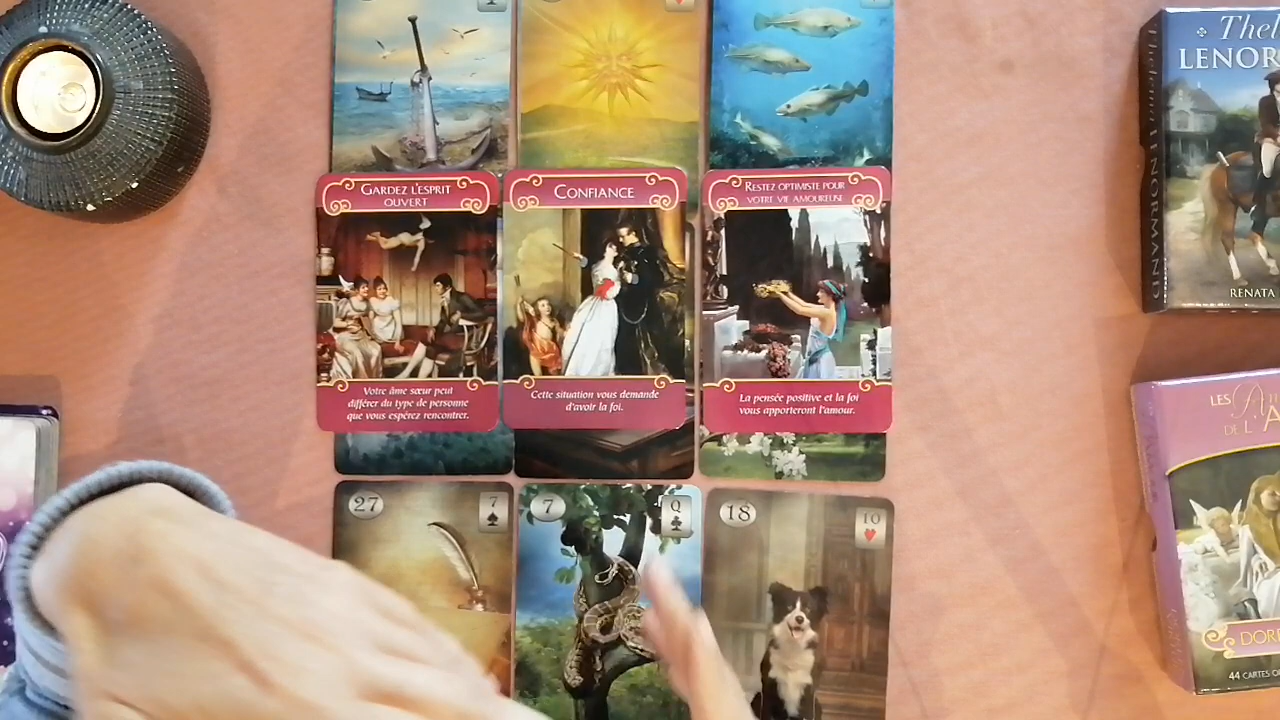 GARDEZ L'ESPRIT
OUVERT
CONFIANCE
RESTEZ OPTIMISTE POUR
VOTRE VIE AMOUREUSE
Votre âme sœur peut
différer du type de personne
que vous espérez rencontrer.
Cette situation vous demande
d'avoir la foi.
La pensée positive et la foi
vous apporteront l'amour.
27
7
7
Q
18
10
LENOR
RENATA
LENORMAND
LES
DE L'A
DOR
44 CARTES